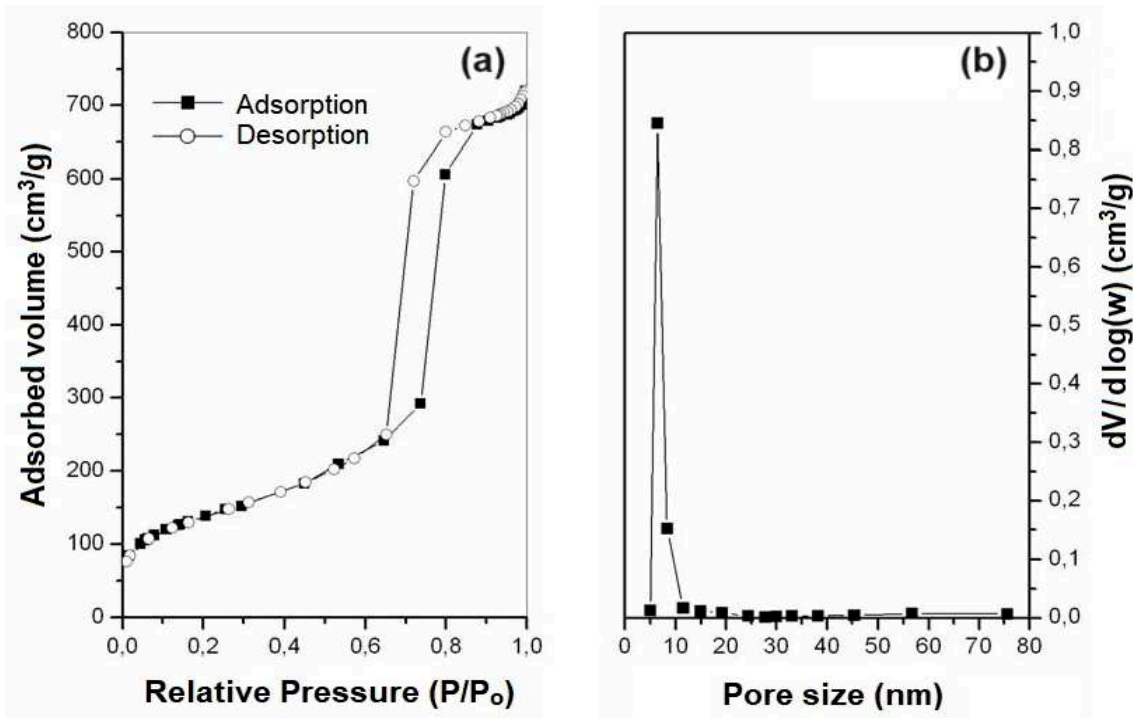 (a)
Adsorption
Desorption
Adsorbed volume (cm³/g)
800
700
600
500
400
300
200
100
0
0,0 0,2 0,4 0,6 0,8 1,0
Relative Pressure (P/Pₒ)
(b)
1,0
0,9
0,8
0,7
0,6
0,5
0,4
0,3
0,2
0,1
0,0
dV / d log(w) (cm³/g)
0 10 20 30 40 50 60 70 80
Pore size (nm)